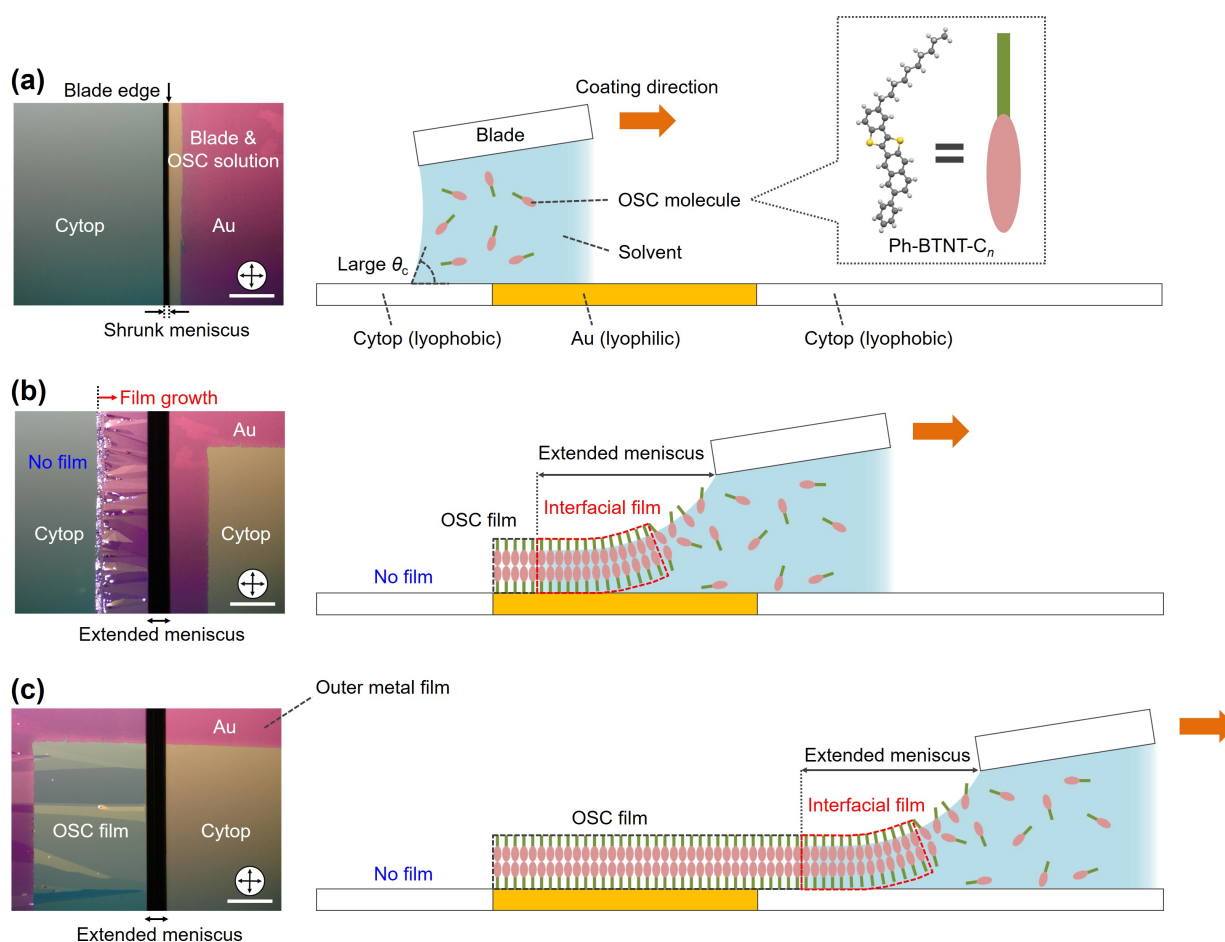 (a)
Blade edge
Blade &
OSC solution
Cytop
Au
Shrunk meniscus
Coating direction
Blade
OSC molecule
Solvent
Large θc
Ph-BTNT-Cn
Cytop (lyophobic)
Au (lyophilic)
Cytop (lyophobic)
(b)
Film growth
Au
No film
Cytop
Cytop
Extended meniscus
Extended meniscus
Interfacial film
OSC film
No film
(c)
Outer metal film
Au
OSC film
Cytop
Extended meniscus
Extended meniscus
Interfacial film
OSC film
No film